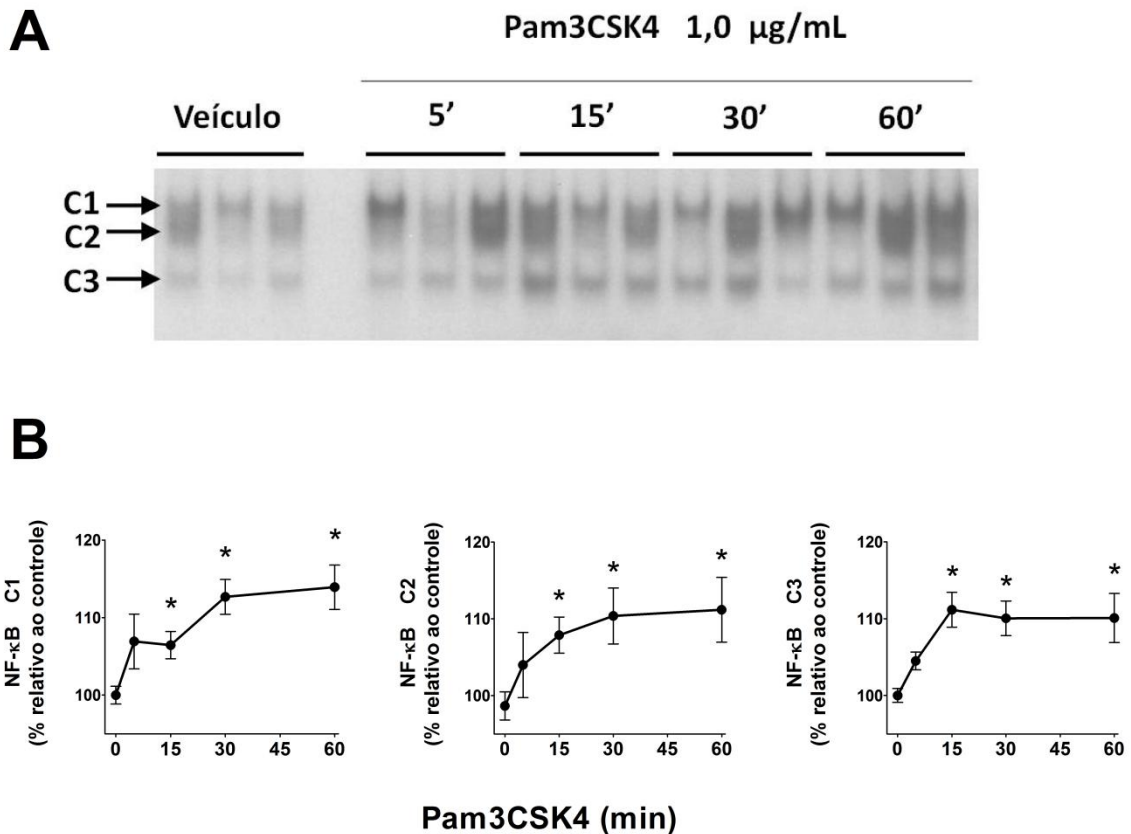 A
Pam3CSK4 1,0 µg/mL
Veículo 5’ 15’ 30’ 60’
C1
C2
C3
B
NF-κB C1
(% relativo ao controle)
120
110
100
0 15 30 45 60
*
*
*
NF-κB C2
(% relativo ao controle)
120
110
100
0 15 30 45 60
*
*
*
NF-κB C3
(% relativo ao controle)
120
110
100
0 15 30 45 60
*
*
*
Pam3CSK4 (min)